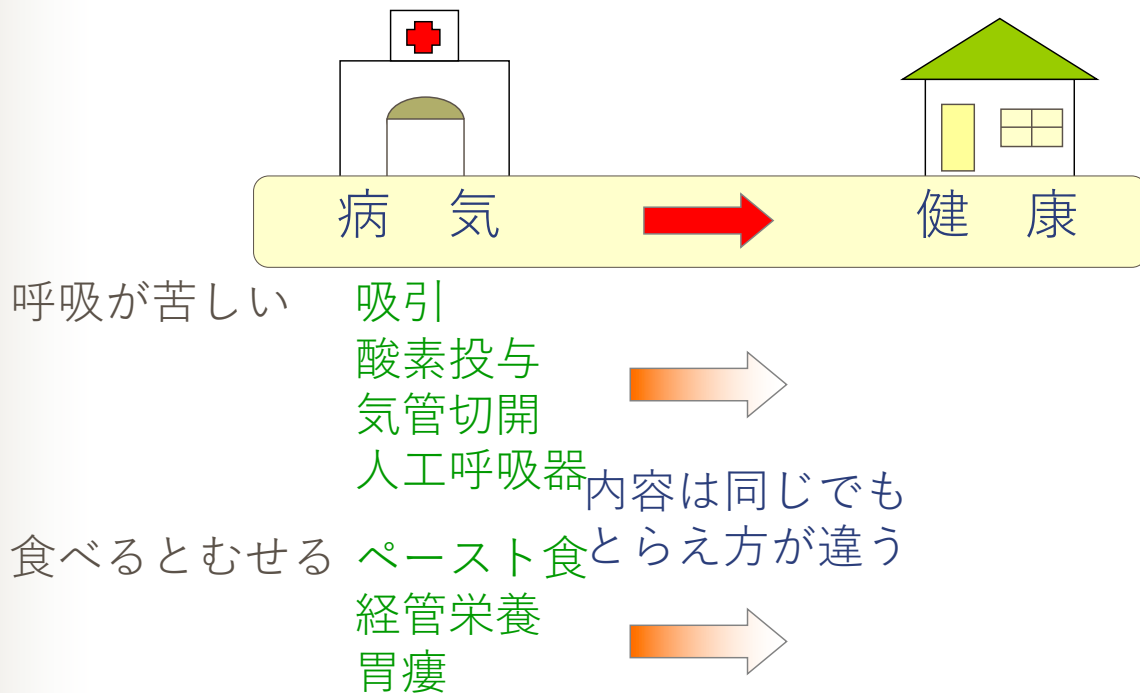 病　気
健　康
呼吸が苦しい
吸引
酸素投与
気管切開
人工呼吸器
内容は同じでも
とらえ方が違う
食べるとむせる
ペースト食
経管栄養
胃瘻